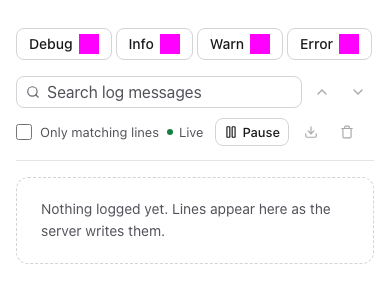 Debug Info Warn Error
Search log messages
Only matching lines Live Pause
Nothing logged yet. Lines appear here as the
server writes them.